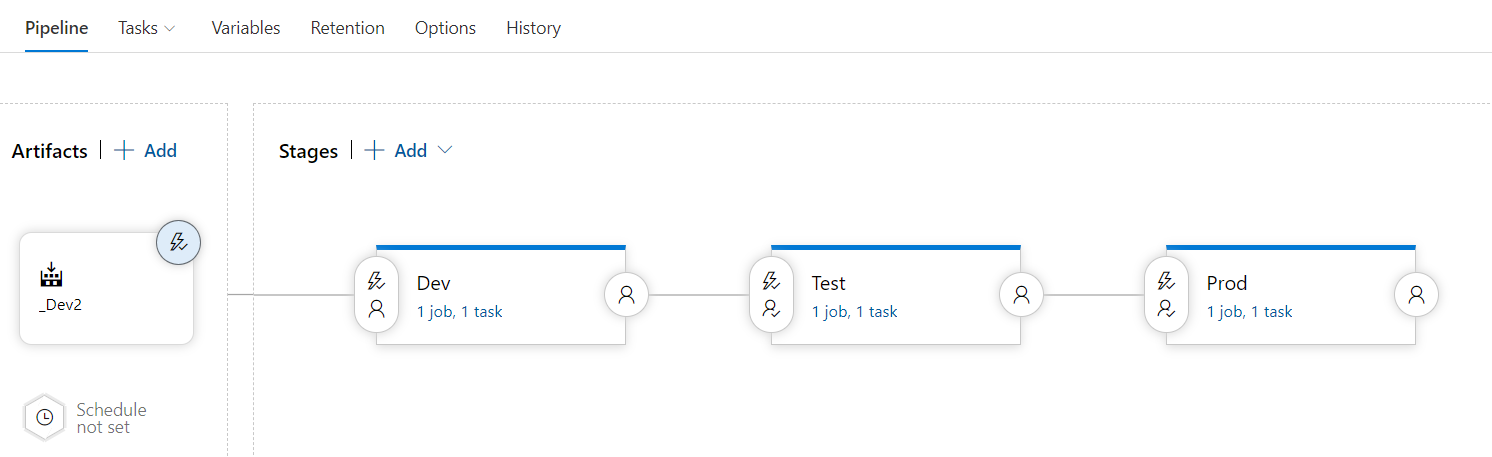 Pipeline Tasks Variables Retention Options History
Artifacts | + Add
Stages | + Add
_Dev2
Dev
1 job, 1 task
Test
1 job, 1 task
Prod
1 job, 1 task
Schedule
not set